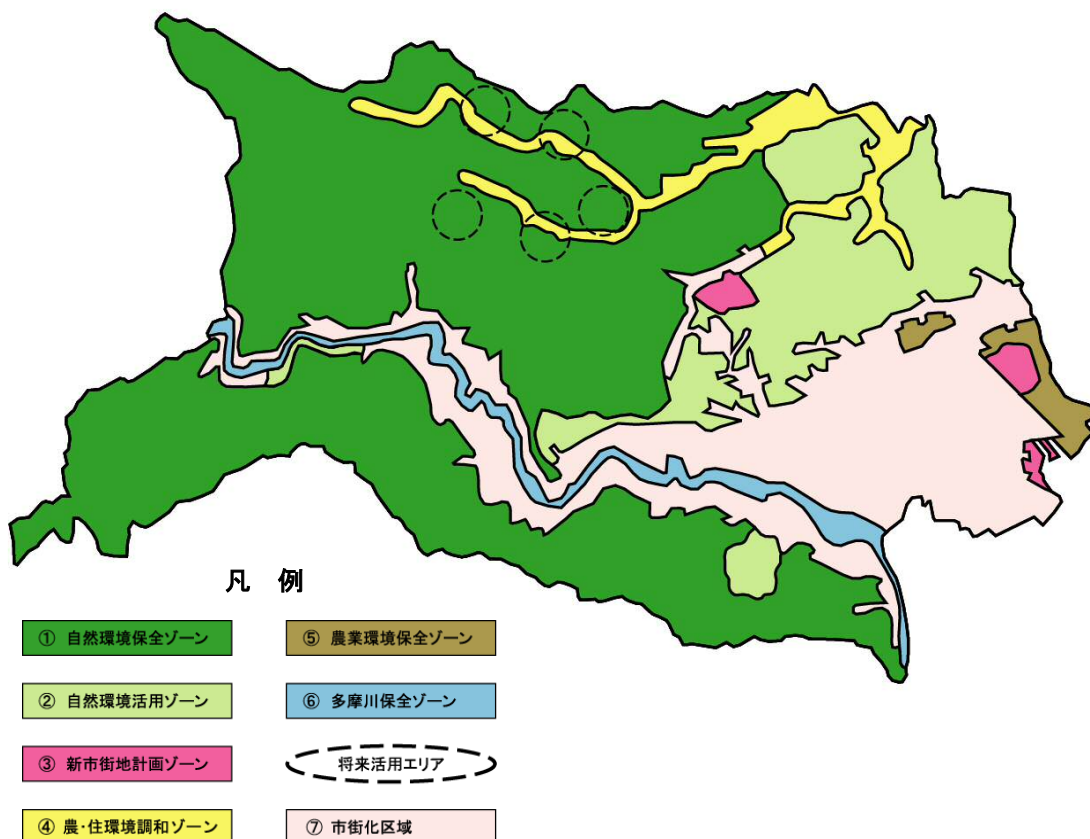 凡 例
① 自然環境保全ゾーン
② 自然環境活用ゾーン
③ 新市街地計画ゾーン
④ 農・住環境調和ゾーン
⑤ 農業環境保全ゾーン
⑥ 多摩川保全ゾーン
将来活用エリア
⑦ 市街化区域